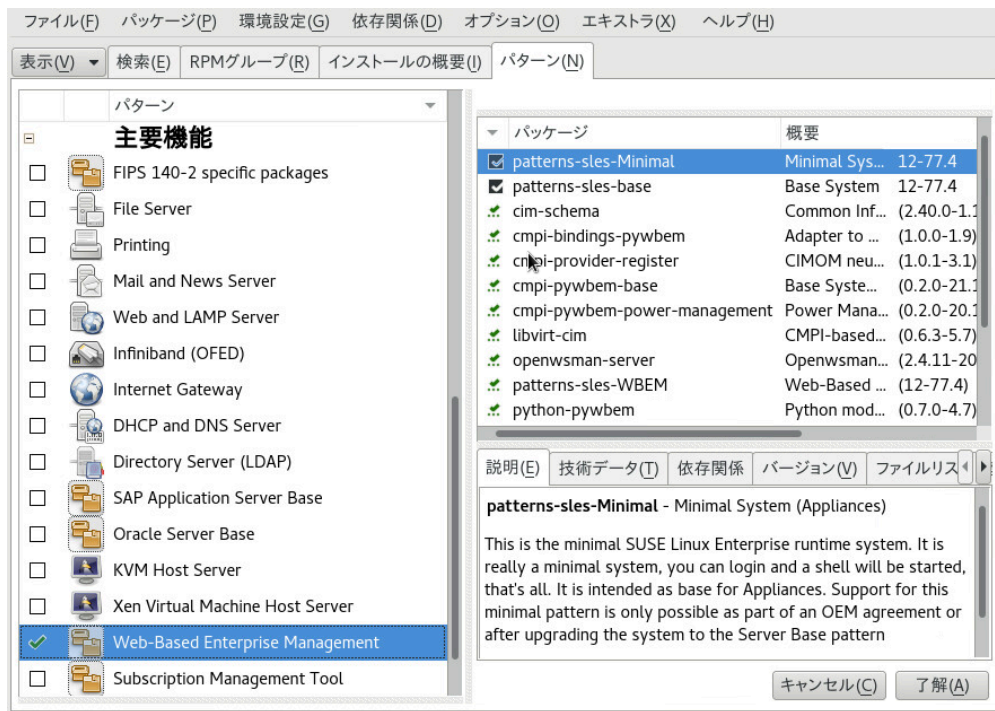 ファイル(F) パッケージ(P) 環境設定(G) 依存関係(D) オプション(O) エキストラ(X) ヘルプ(H)
表示(V) 検索(E) RPMグループ(R) インストールの概要(I) パターン(N)
パターン
主要機能
FIPS 140-2 specific packages
File Server
Printing
Mail and News Server
Web and LAMP Server
Infiniband (OFED)
Internet Gateway
DHCP and DNS Server
Directory Server (LDAP)
SAP Application Server Base
Oracle Server Base
KVM Host Server
Xen Virtual Machine Host Server
Web-Based Enterprise Management
Subscription Management Tool
パッケージ 概要
patterns-sles-Minimal Minimal Sys... 12-77.4
patterns-sles-base Base System 12-77.4
cim-schema Common Inf... (2.40.0-1.1
cmpi-bindings-pywbem Adapter to ... (1.0.0-1.9)
cmpi-provider-register CIMOM neu... (1.0.1-3.1)
cmpi-pywbem-base Base Syste... (0.2.0-21.1
cmpi-pywbem-power-management Power Mana... (0.2.0-20.1
libvirt-cim CMPI-based... (0.6.3-5.7)
openwsman-server Openwsman... (2.4.11-20
patterns-sles-WBEM Web-Based ... (12-77.4)
python-pywbem Python mod... (0.7.0-4.7)
説明(E) 技術データ(T) 依存関係 バージョン(V) ファイルリス
patterns-sles-Minimal - Minimal System (Appliances)
This is the minimal SUSE Linux Enterprise runtime system. It is
really a minimal system, you can login and a shell will be started,
that's all. It is intended as base for Appliances. Support for this
minimal pattern is only possible as part of an OEM agreement or
after upgrading the system to the Server Base pattern
キャンセル(C) 了解(A)